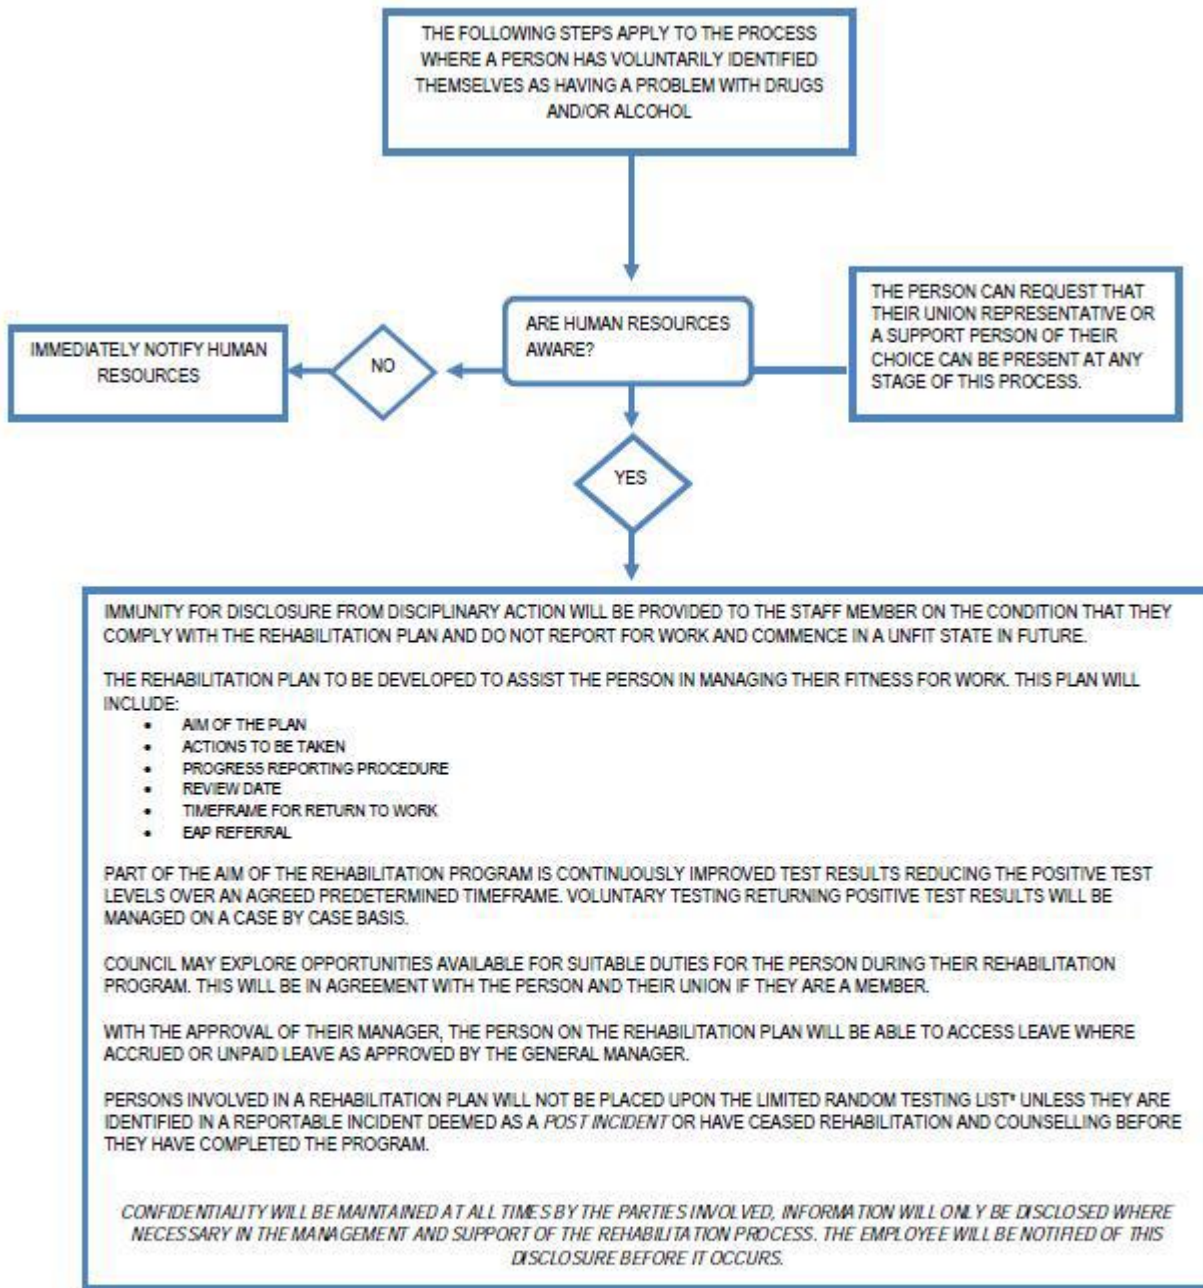 THE FOLLOWING STEPS APPLY TO THE PROCESS
WHERE A PERSON HAS VOLUNTARILY IDENTIFIED
THEMSELVES AS HAVING A PROBLEM WITH DRUGS
AND/OR ALCOHOL
ARE HUMAN RESOURCES
AWARE?
THE PERSON CAN REQUEST THAT
THEIR UNION REPRESENTATIVE OR
A SUPPORT PERSON OF THEIR
CHOICE CAN BE PRESENT AT ANY
STAGE OF THIS PROCESS.
NO
IMMEDIATELY NOTIFY HUMAN
RESOURCES
YES
IMMUNITY FOR DISCLOSURE FROM DISCIPLINARY ACTION WILL BE PROVIDED TO THE STAFF MEMBER ON THE CONDITION THAT THEY
COMPLY WITH THE REHABILITATION PLAN AND DO NOT REPORT FOR WORK AND COMMENCE IN A UNFIT STATE IN FUTURE.
THE REHABILITATION PLAN TO BE DEVELOPED TO ASSIST THE PERSON IN MANAGING THEIR FITNESS FOR WORK. THIS PLAN WILL
INCLUDE:
• AIM OF THE PLAN
• ACTIONS TO BE TAKEN
• PROGRESS REPORTING PROCEDURE
• REVIEW DATE
• TIMEFRAME FOR RETURN TO WORK
• EAP REFERRAL
PART OF THE AIM OF THE REHABILITATION PROGRAM IS CONTINUOUSLY IMPROVED TEST RESULTS REDUCING THE POSITIVE TEST
LEVELS OVER AN AGREED PREDETERMINED TIMEFRAME. VOLUNTARY TESTING RETURNING POSITIVE TEST RESULTS WILL BE
MANAGED ON A CASE BY CASE BASIS.
COUNCIL MAY EXPLORE OPPORTUNITIES AVAILABLE FOR SUITABLE DUTIES FOR THE PERSON DURING THEIR REHABILITATION
PROGRAM. THIS WILL BE IN AGREEMENT WITH THE PERSON AND THEIR UNION IF THEY ARE A MEMBER.
WITH THE APPROVAL OF THEIR MANAGER, THE PERSON ON THE REHABILITATION PLAN WILL BE ABLE TO ACCESS LEAVE WHERE
ACCRUED OR UNPAID LEAVE AS APPROVED BY THE GENERAL MANAGER.
PERSONS INVOLVED IN A REHABILITATION PLAN WILL NOT BE PLACED UPON THE LIMITED RANDOM TESTING LIST* UNLESS THEY ARE
IDENTIFIED IN A REPORTABLE INCIDENT DEEMED AS A POST INCIDENT OR HAVE CEASED REHABILITATION AND COUNSELLING BEFORE
THEY HAVE COMPLETED THE PROGRAM.
CONFIDENTIALITY WILL BE MAINTAINED AT ALL TIMES BY THE PARTIES INVOLVED, INFORMATION WILL ONLY BE DISCLOSED WHERE
NECESSARY IN THE MANAGEMENT AND SUPPORT OF THE REHABILITATION PROCESS. THE EMPLOYEE WILL BE NOTIFIED OF THIS
DISCLOSURE BEFORE IT OCCURS.